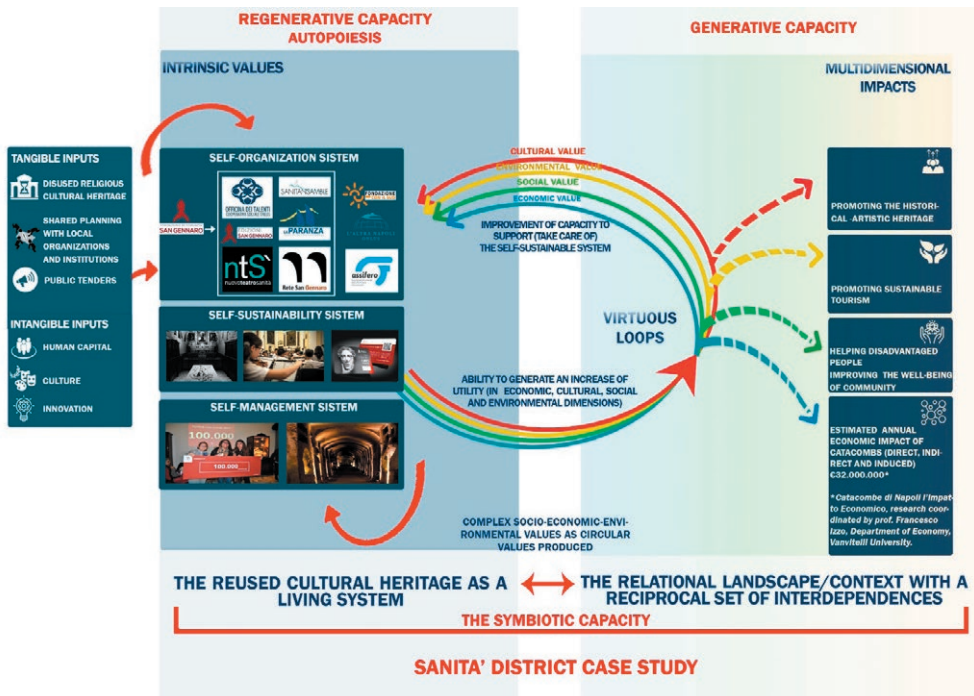 REGENERATIVE CAPACITY
AUTOPOIESIS
GENERATIVE CAPACITY
INTRINSIC VALUES
MULTIDIMENSIONAL
IMPACTS
TANGIBLE INPUTS
DISUSED RELIGIOUS
CULTURAL HERITAGE
SHARED PLANNING
WITH LOCAL
ORGANIZATIONS
AND INSTITUTIONS
PUBLIC TENDERS
INTANGIBLE INPUTS
HUMAN CAPITAL
CULTURE
INNOVATION
SELF-ORGANIZATION SISTEM
SAN GENNARO
OFFICINA DEI TALENTI
SANITANSAMBLE
FONDAZIONE
SAN GENNARO
PARANZA
ntS`
nuovoteatrosanità
Rete San Gennaro
assifero
SELF-SUSTAINABILITY SISTEM
SELF-MANAGEMENT SISTEM
100.000
100.000
CULTURAL VALUE
ENVIRONMENTAL VALUE
SOCIAL VALUE
ECONOMIC VALUE
IMPROVEMENT OF CAPACITY TO
SUPPORT (TAKE CARE OF)
THE SELF-SUSTAINABLE SYSTEM
VIRTUOUS
LOOPS
ABILITY TO GENERATE AN INCREASE OF
UTILITY (IN ECONOMIC, CULTURAL, SOCIAL
AND ENVIRONMENTAL DIMENSIONS)
COMPLEX SOCIO-ECONOMIC-ENVI-
RONMENTAL VALUES AS CIRCULAR
VALUES PRODUCED
PROMOTING THE HISTORI-
CAL-ARTISTIC HERITAGE
PROMOTING SUSTAINABLE
TOURISM
HELPING DISADVANTAGED
PEOPLE
IMPROVING THE WELL-BEING
OF COMMUNITY
ESTIMATED ANNUAL
ECONOMIC IMPACT OF
CATACOMBS (DIRECT, INDI-
RECT AND INDUCED)
€32.000.000*
*Catacombe di Napoli l'Impat-
to Economico, research coor-
dinated by prof. Francesco
Izzo, Department of Economy,
Vanvitelli University.
THE REUSED CULTURAL HERITAGE AS A
LIVING SYSTEM
THE RELATIONAL LANDSCAPE/CONTEXT WITH A
RECIPROCAL SET OF INTERDEPENDENCES
THE SYMBIOTIC CAPACITY
SANITA' DISTRICT CASE STUDY